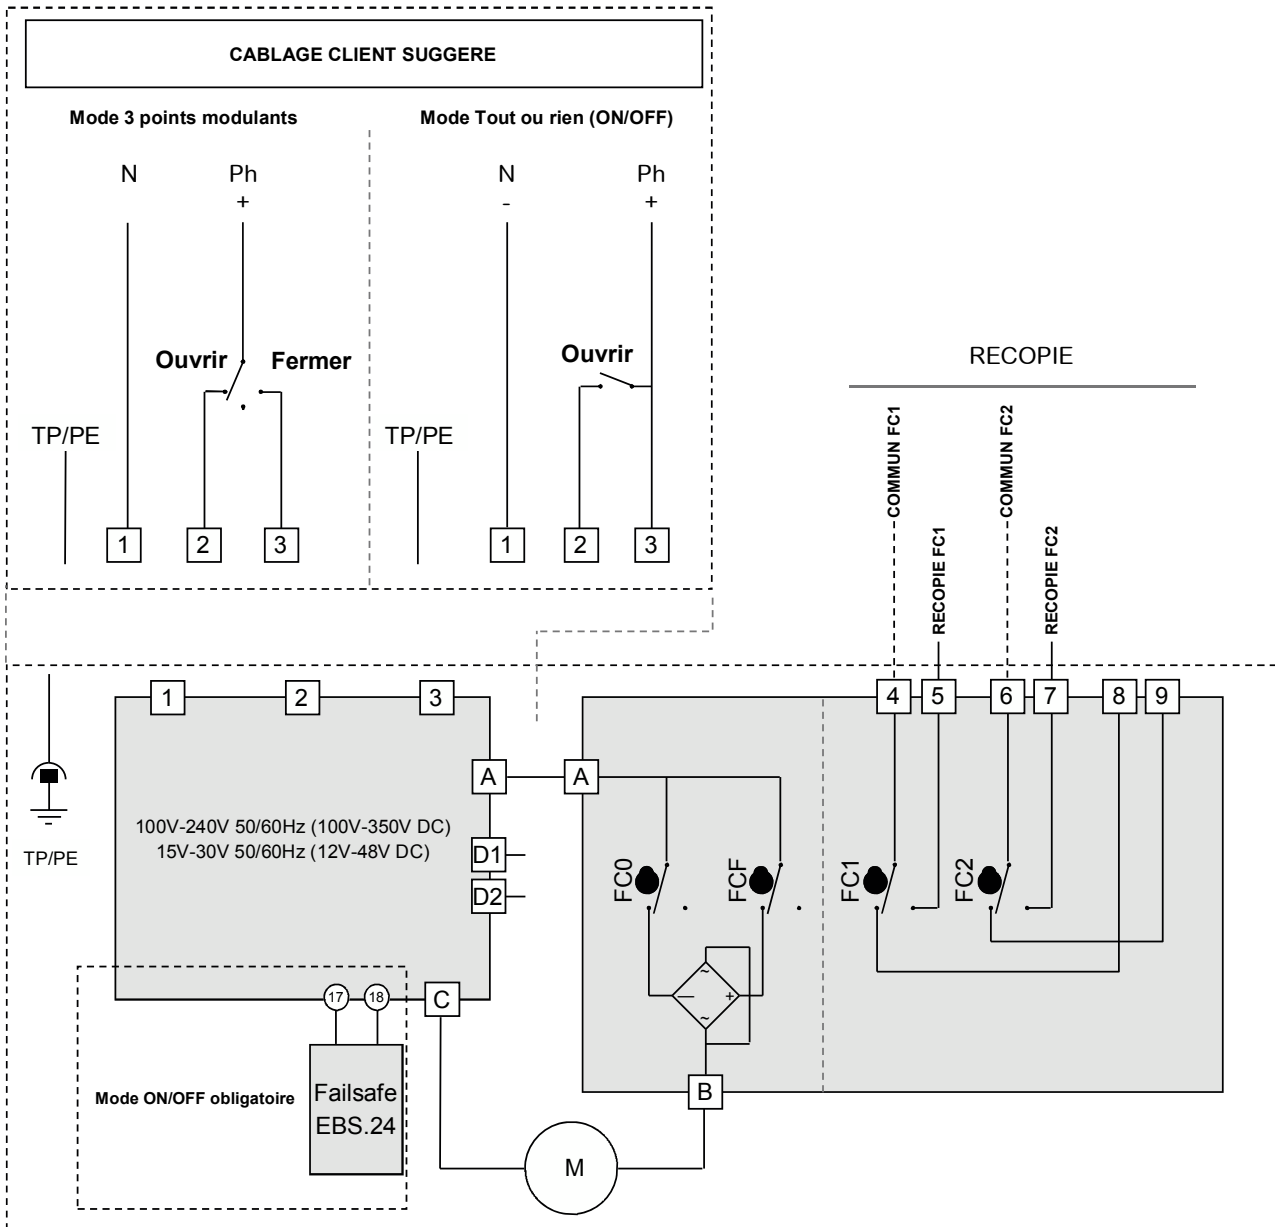 CABLAGE CLIENT SUGGERE
Mode 3 points modulants
Mode Tout ou rien (ON/OFF)
N
Ph
+
N
-
Ph
+
Ouvrir
Fermer
Ouvrir
TP/PE
TP/PE
1
2
3
1
2
3
RECOPIE
COMMUN FC1
RECOPIE FC1
COMMUN FC2
RECOPIE FC2
1
2
3
4
5
6
7
8
9
A
A
100V-240V 50/60Hz (100V-350V DC)
15V-30V 50/60Hz (12V-48V DC)
D1
D2
TP/PE
FC0
FCF
FC1
FC2
~
—
+
~
17
18
C
B
Mode ON/OFF obligatoire
Failsafe
EBS.24
M